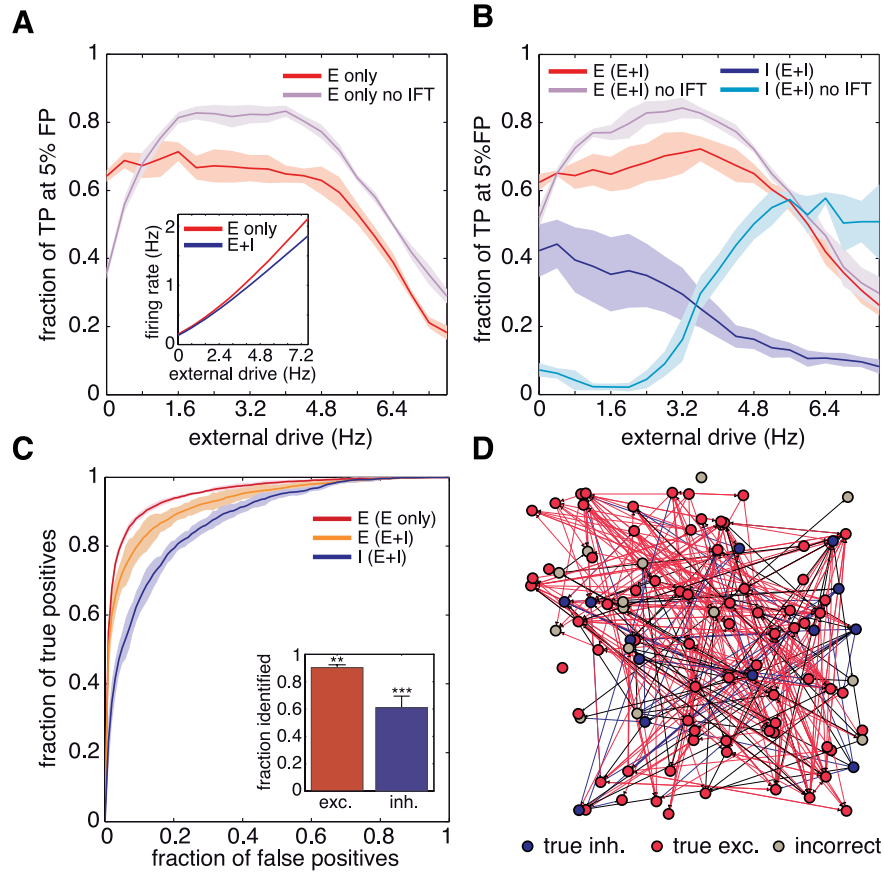 A
1
0.8
0.6
0.4
0.2
0
fraction of TP at 5% FP
E only
E only no IFT
2
1
0
firing rate (Hz)
E only
E+I
0 2.4 4.8 7.2
external drive (Hz)
0 1.6 3.2 4.8 6.4
external drive (Hz)
B
1
0.8
0.6
0.4
0.2
0
fraction of TP at 5%FP
E (E+I)
E (E+I) no IFT
I (E+I)
I (E+I) no IFT
0 1.6 3.2 4.8 6.4
external drive (Hz)
C
1
0.8
0.6
0.4
0.2
0
fraction of true positives
E (E only)
E (E+I)
I (E+I)
1
0.8
0.6
0.4
0.2
0
fraction identified
**
***
exc. inh.
0 0.2 0.4 0.6 0.8 1
fraction of false positives
D
true inh. true exc. incorrect